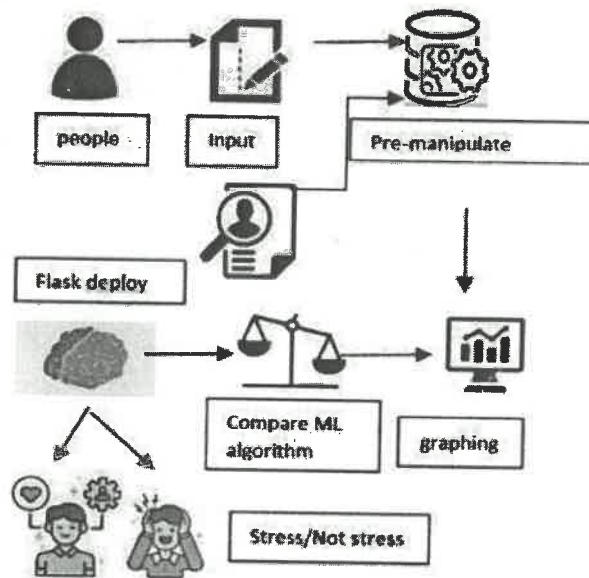 people
Input
Pre-manipulate
Flask deploy
Compare ML
algorithm
graphing
Stress/Not stress